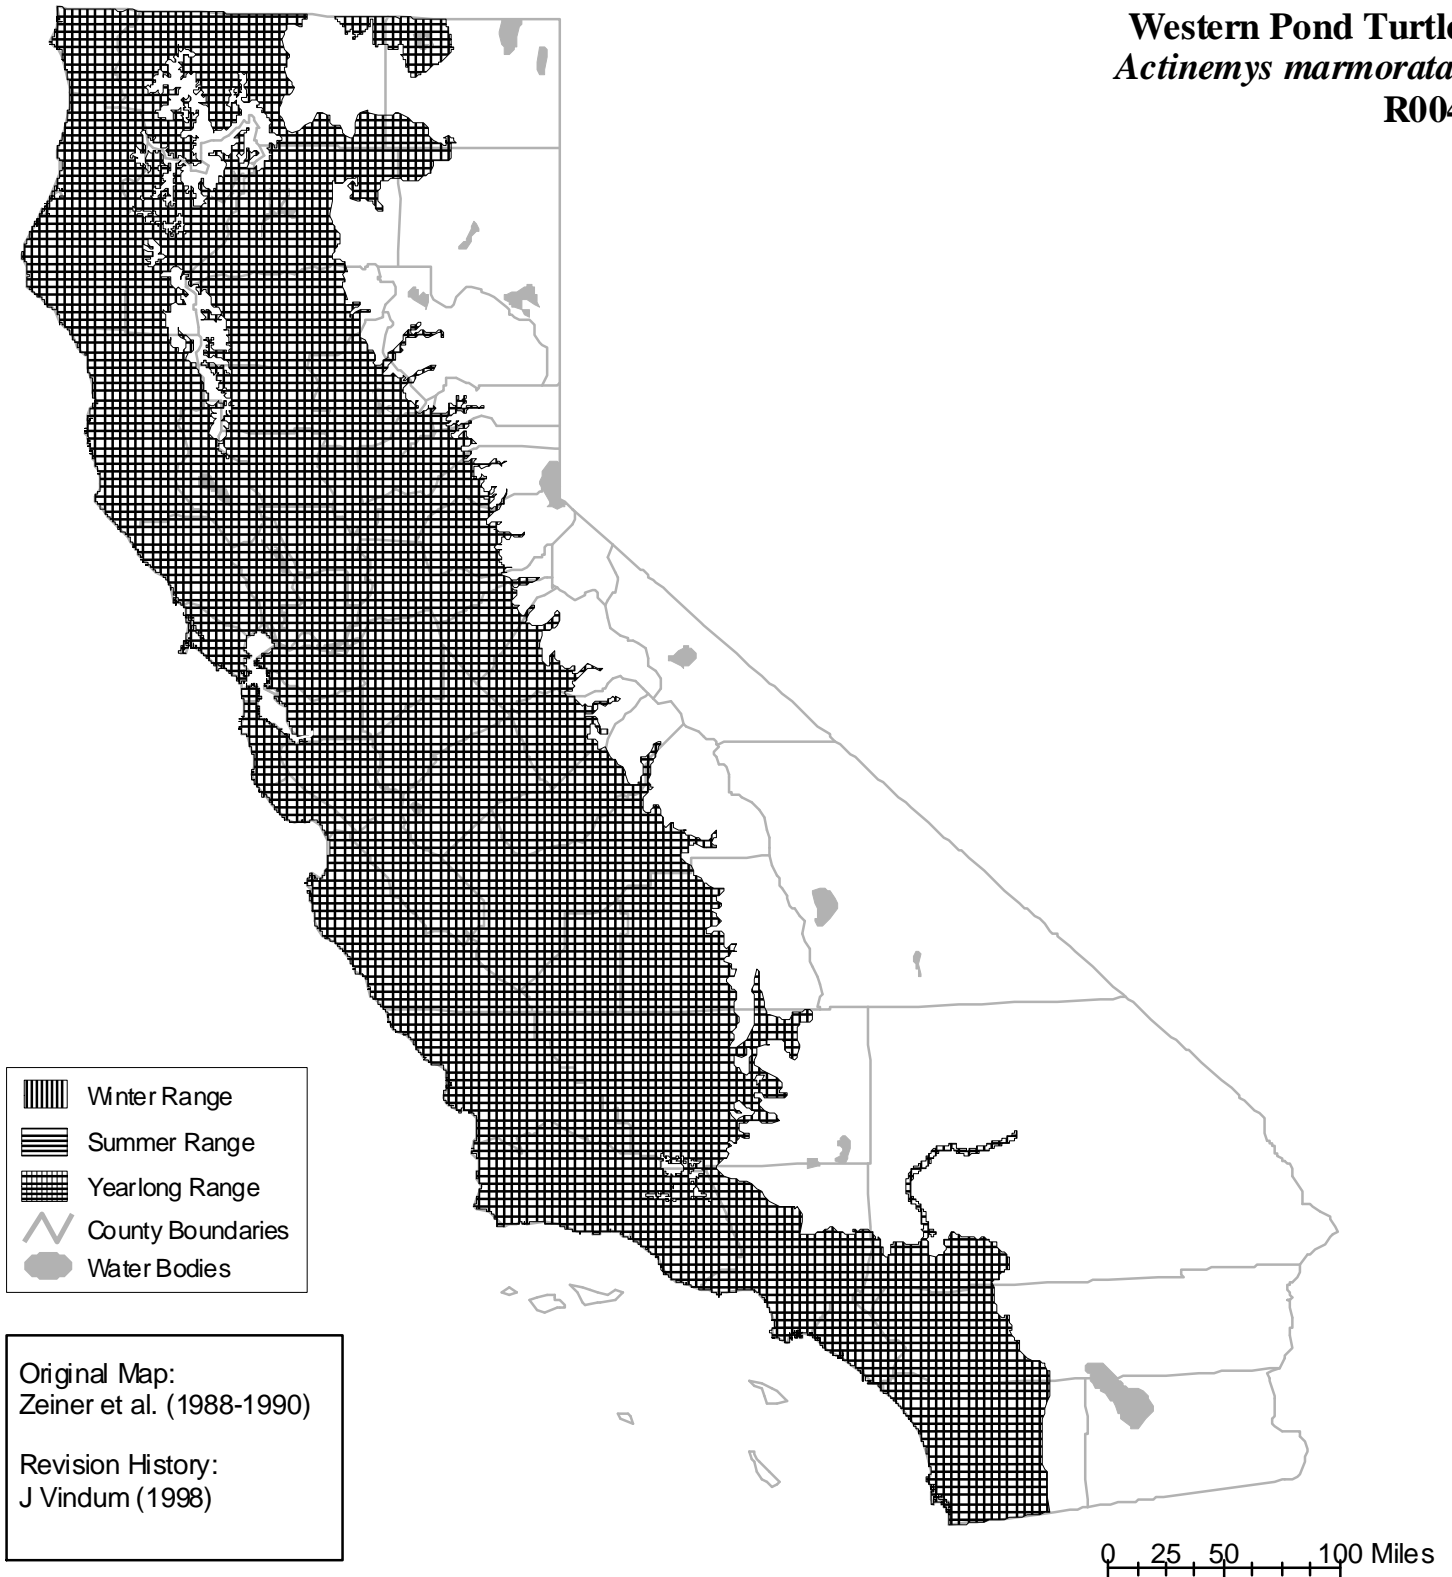 Western Pond Turtle
Actinemys marmorata
R004
Winter Range
Summer Range
Yearlong Range
County Boundaries
Water Bodies
Original Map:
Zeiner et al. (1988-1990)
Revision History:
J Vindum (1998)
0 25 50 100 Miles